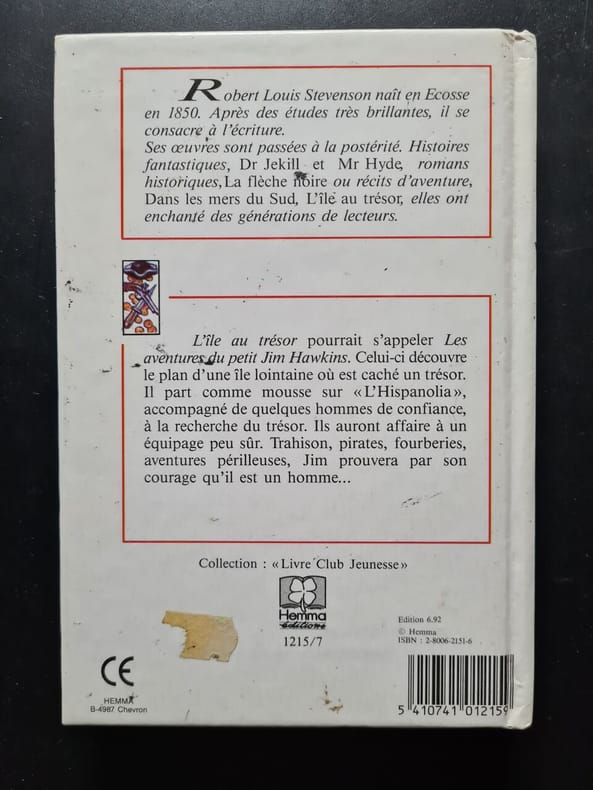 Robert Louis Stevenson naît en Ecosse
en 1850. Après des études très brillantes, il se
consacre à l'écriture.
Ses œuvres sont passées à la postérité. Histoires
fantastiques, Dr Jekill et Mr Hyde, romans
historiques, La flèche noire ou récits d'aventure,
Dans les mers du Sud, L'île au trésor, elles ont
enchanté des générations de lecteurs.
L'île au trésor pourrait s'appeler Les
aventures du petit Jim Hawkins. Celui-ci découvre
le plan d'une île lointaine où est caché un trésor.
Il part comme mousse sur «L'Hispanolia»,
accompagné de quelques hommes de confiance,
à la recherche du trésor. Ils auront affaire à un
équipage peu sûr. Trahison, pirates, fourberies,
aventures périlleuses, Jim prouvera par son
courage qu'il est un homme...
Collection : «Livre Club Jeunesse»
Hemma
éditions
1215/7
Edition 6.92
© Hemma
ISBN : 2-8006-2151-6
CE
HEMMA
B-4987 Chevron
5 410741 012159